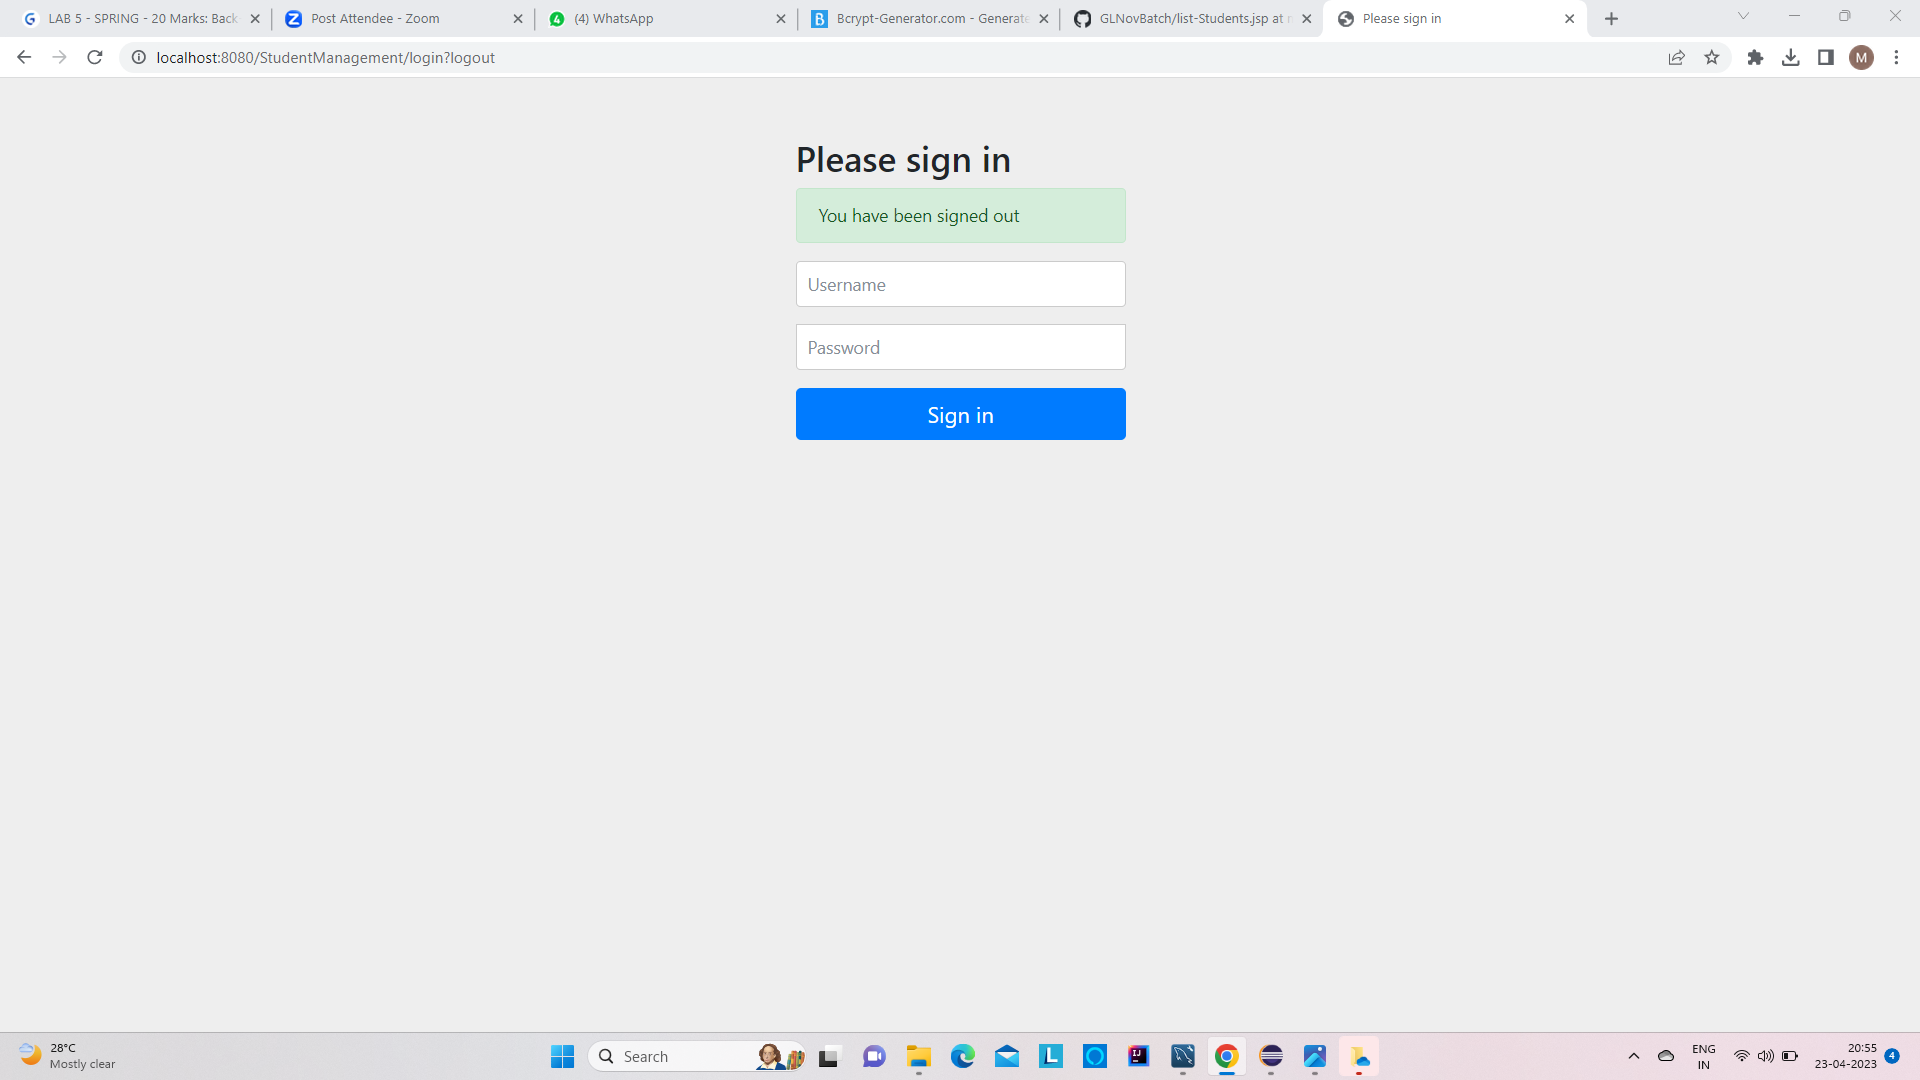 LAB 5 - SPRING - 20 Marks: Back
Post Attendee - Zoom
4
(4) WhatsApp
B
Bcrypt-Generator.com - Generate
GLNovBatch/list-Students.jsp at
Please sign in
localhost:8080/StudentManagement/login?logout
M
Please sign in
You have been signed out
Username
Password
Sign in
28°C
Mostly clear
Search
L
IJ
ENG
IN
20:55
23-04-2023
4